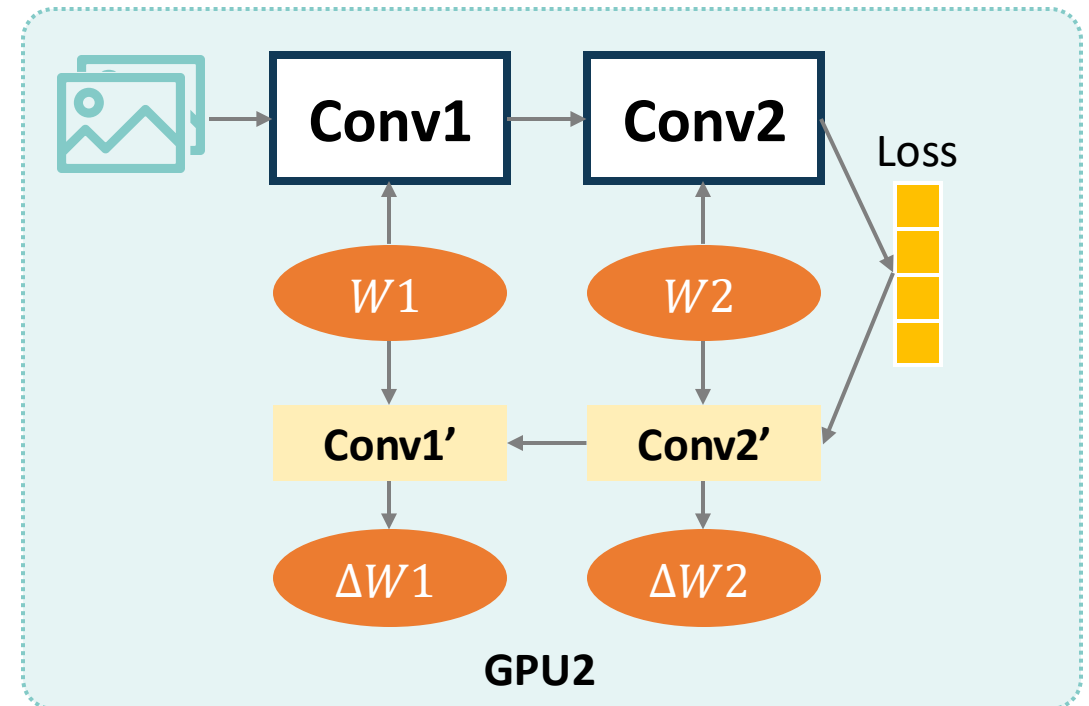 Conv1
Conv2
Loss
W1
W2
Conv1’
Conv2’
ΔW1
ΔW2
GPU2